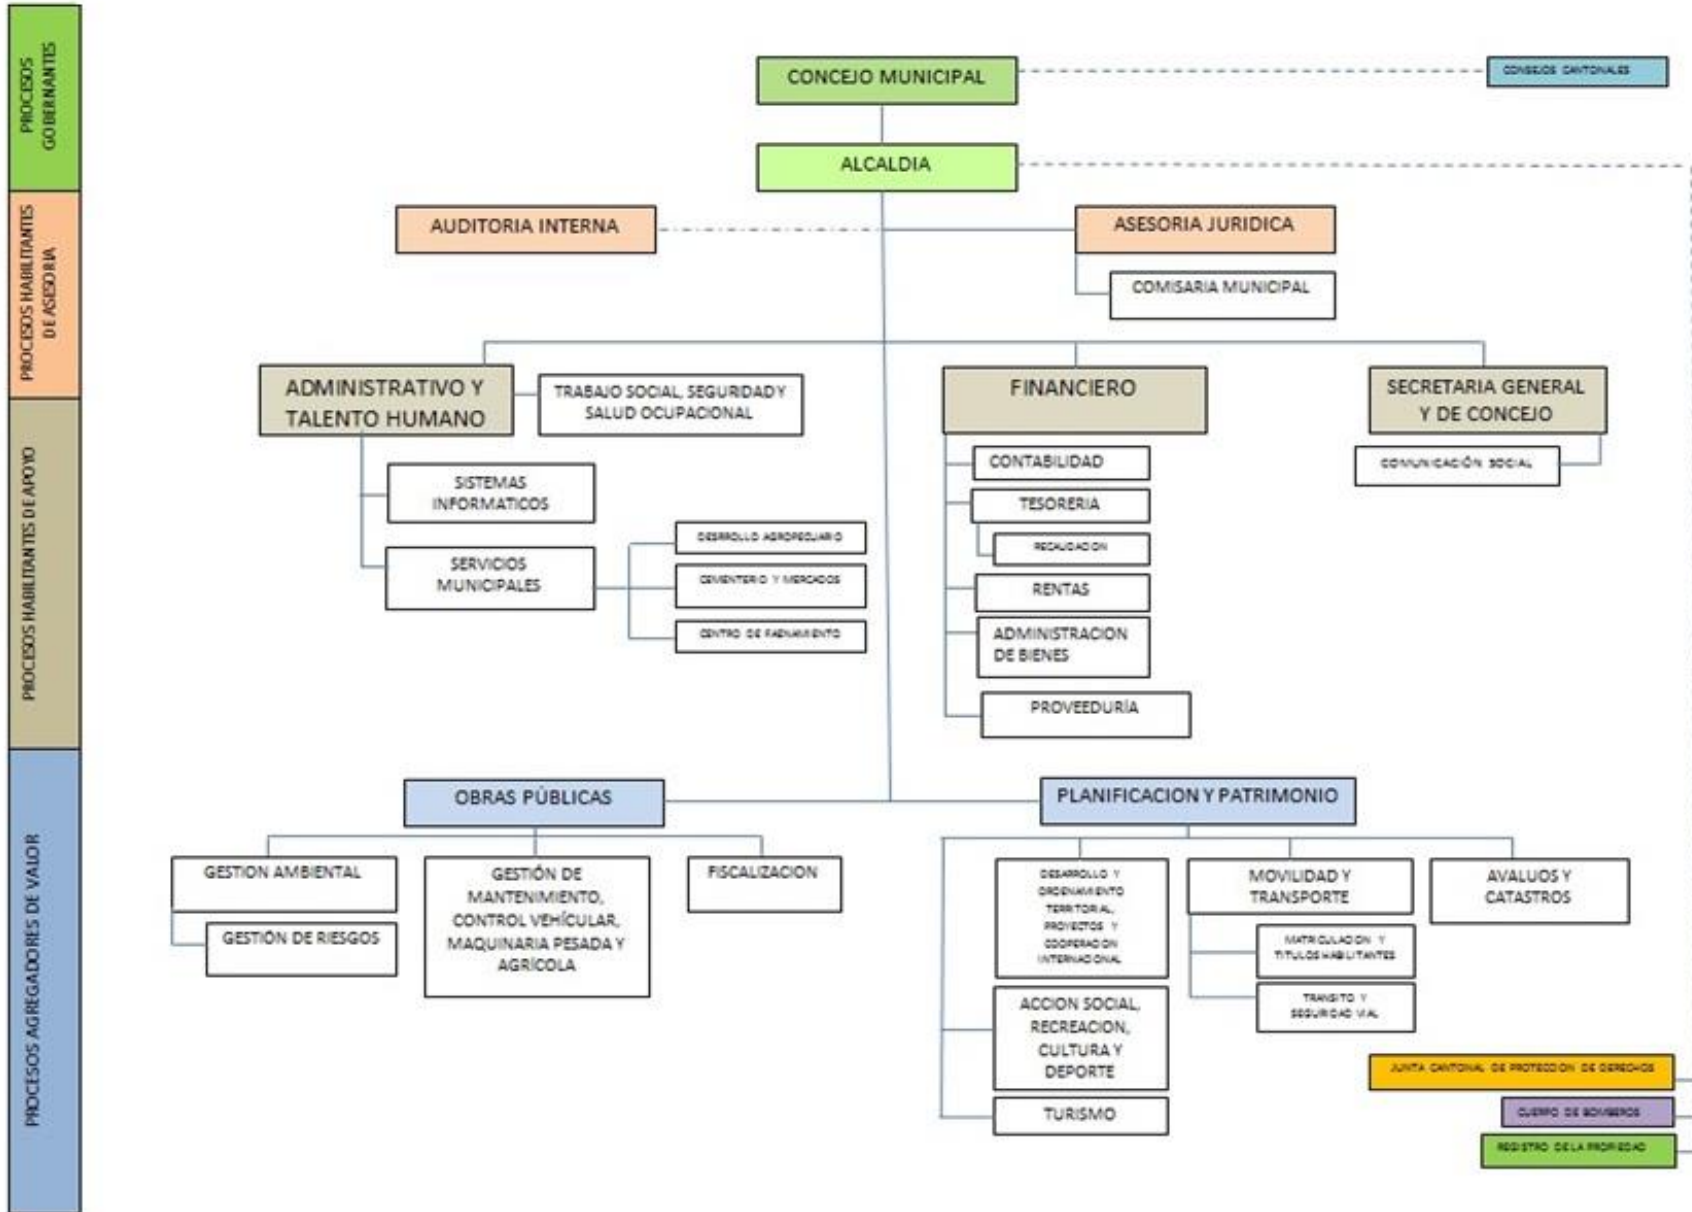 PROCESOS
GOBERNANTES
PROCESOS HABILITANTES
DE ASESORIA
PROCESOS HABILITANTES DE APOYO
PROCESOS AGREGADORES DE VALOR
CONCEJO MUNICIPAL
CONSEJOS CANTONALES
ALCALDIA
AUDITORIA INTERNA
ASESORIA JURIDICA
COMISARIA MUNICIPAL
ADMINISTRATIVO Y
TALENTO HUMANO
TRABAJO SOCIAL, SEGURIDAD Y
SALUD OCUPACIONAL
SISTEMAS
INFORMATICOS
SERVICIOS
MUNICIPALES
DESRROLLO AGROPECUARIO
CEMENTERIO Y MERCADOS
CENTRO DE FAENAMIENTO
FINANCIERO
CONTABILIDAD
TESORERIA
RECAUDACION
RENTAS
ADMINISTRACION
DE BIENES
PROVEEDURÍA
SECRETARIA GENERAL
Y DE CONCEJO
COMUNICACIÓN SOCIAL
OBRAS PÚBLICAS
GESTION AMBIENTAL
GESTIÓN DE RIESGOS
GESTIÓN DE
MANTENIMIENTO,
CONTROL VEHÍCULAR,
MAQUINARIA PESADA Y
AGRÍCOLA
FISCALIZACION
PLANIFICACION Y PATRIMONIO
DESARROLLO Y
ORDENAMIENTO
TERRITORIAL,
PROYECTOS Y
COOPERACION
INTERNACIONAL
ACCION SOCIAL,
RECREACION,
CULTURA Y
DEPORTE
TURISMO
MOVILIDAD Y
TRANSPORTE
MATRICULACION Y
TITULOS HABILITANTES
TRANSITO Y
SEGURIDAD VIAL
AVALUOS Y
CATASTROS
JUNTA CANTONAL DE PROTECCION DE DERECHOS
CUERPO DE BOMBEROS
REGISTRO DE LA PROPIEDAD